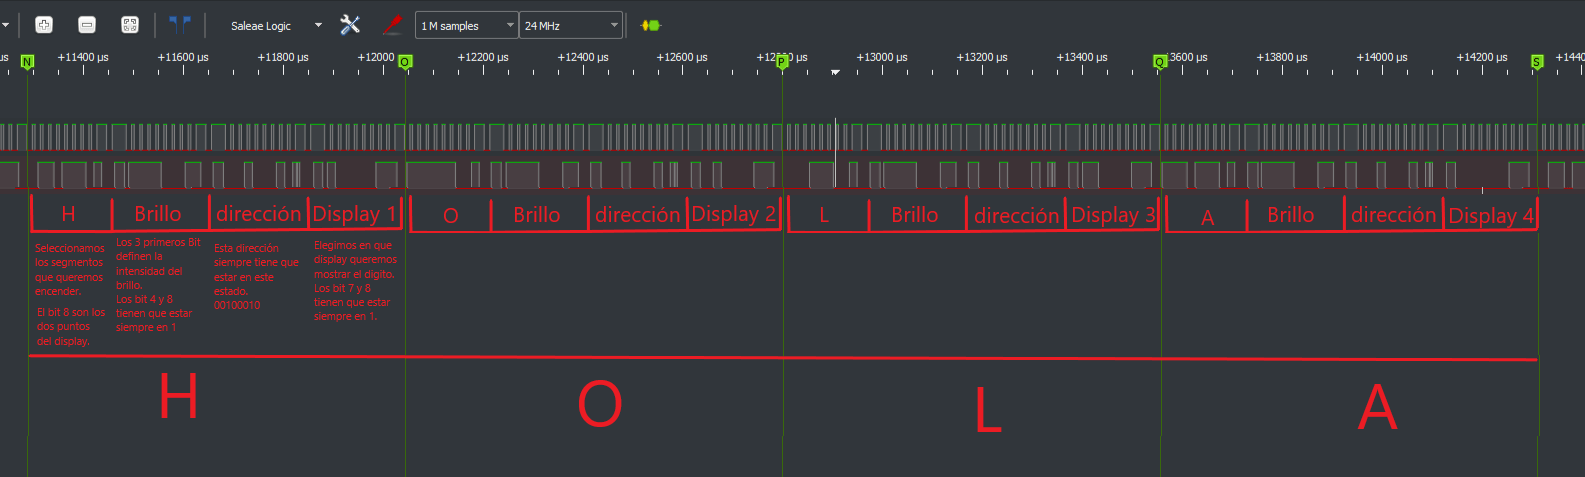 Saleae Logic 1 M samples 24 MHz
µs +11400 µs +11600 µs +11800 µs +12000 +12200 µs +12400 µs +12600 µs µs +13000 µs +13200 µs +13400 µs µs +13800 µs +14000 µs +14200 µs
N O P Q S
H Brillo dirección Display 1 O Brillo dirección Display 2 L Brillo dirección Display 3 A Brillo dirección Display 4
Seleccionamos
los segmentos
que queremos
encender.
El bit 8 son los
dos puntos
del display.
Los 3 primeros Bit
definen la
intensidad del
brillo.
Los bit 4 y 8
tienen que estar
siempre en 1
Esta dirección
siempre tiene que
estar en este
estado.
00100010
Elegimos en que
display queremos
mostrar el digito.
Los bit 7 y 8
tienen que estar
siempre en 1.
H O L A